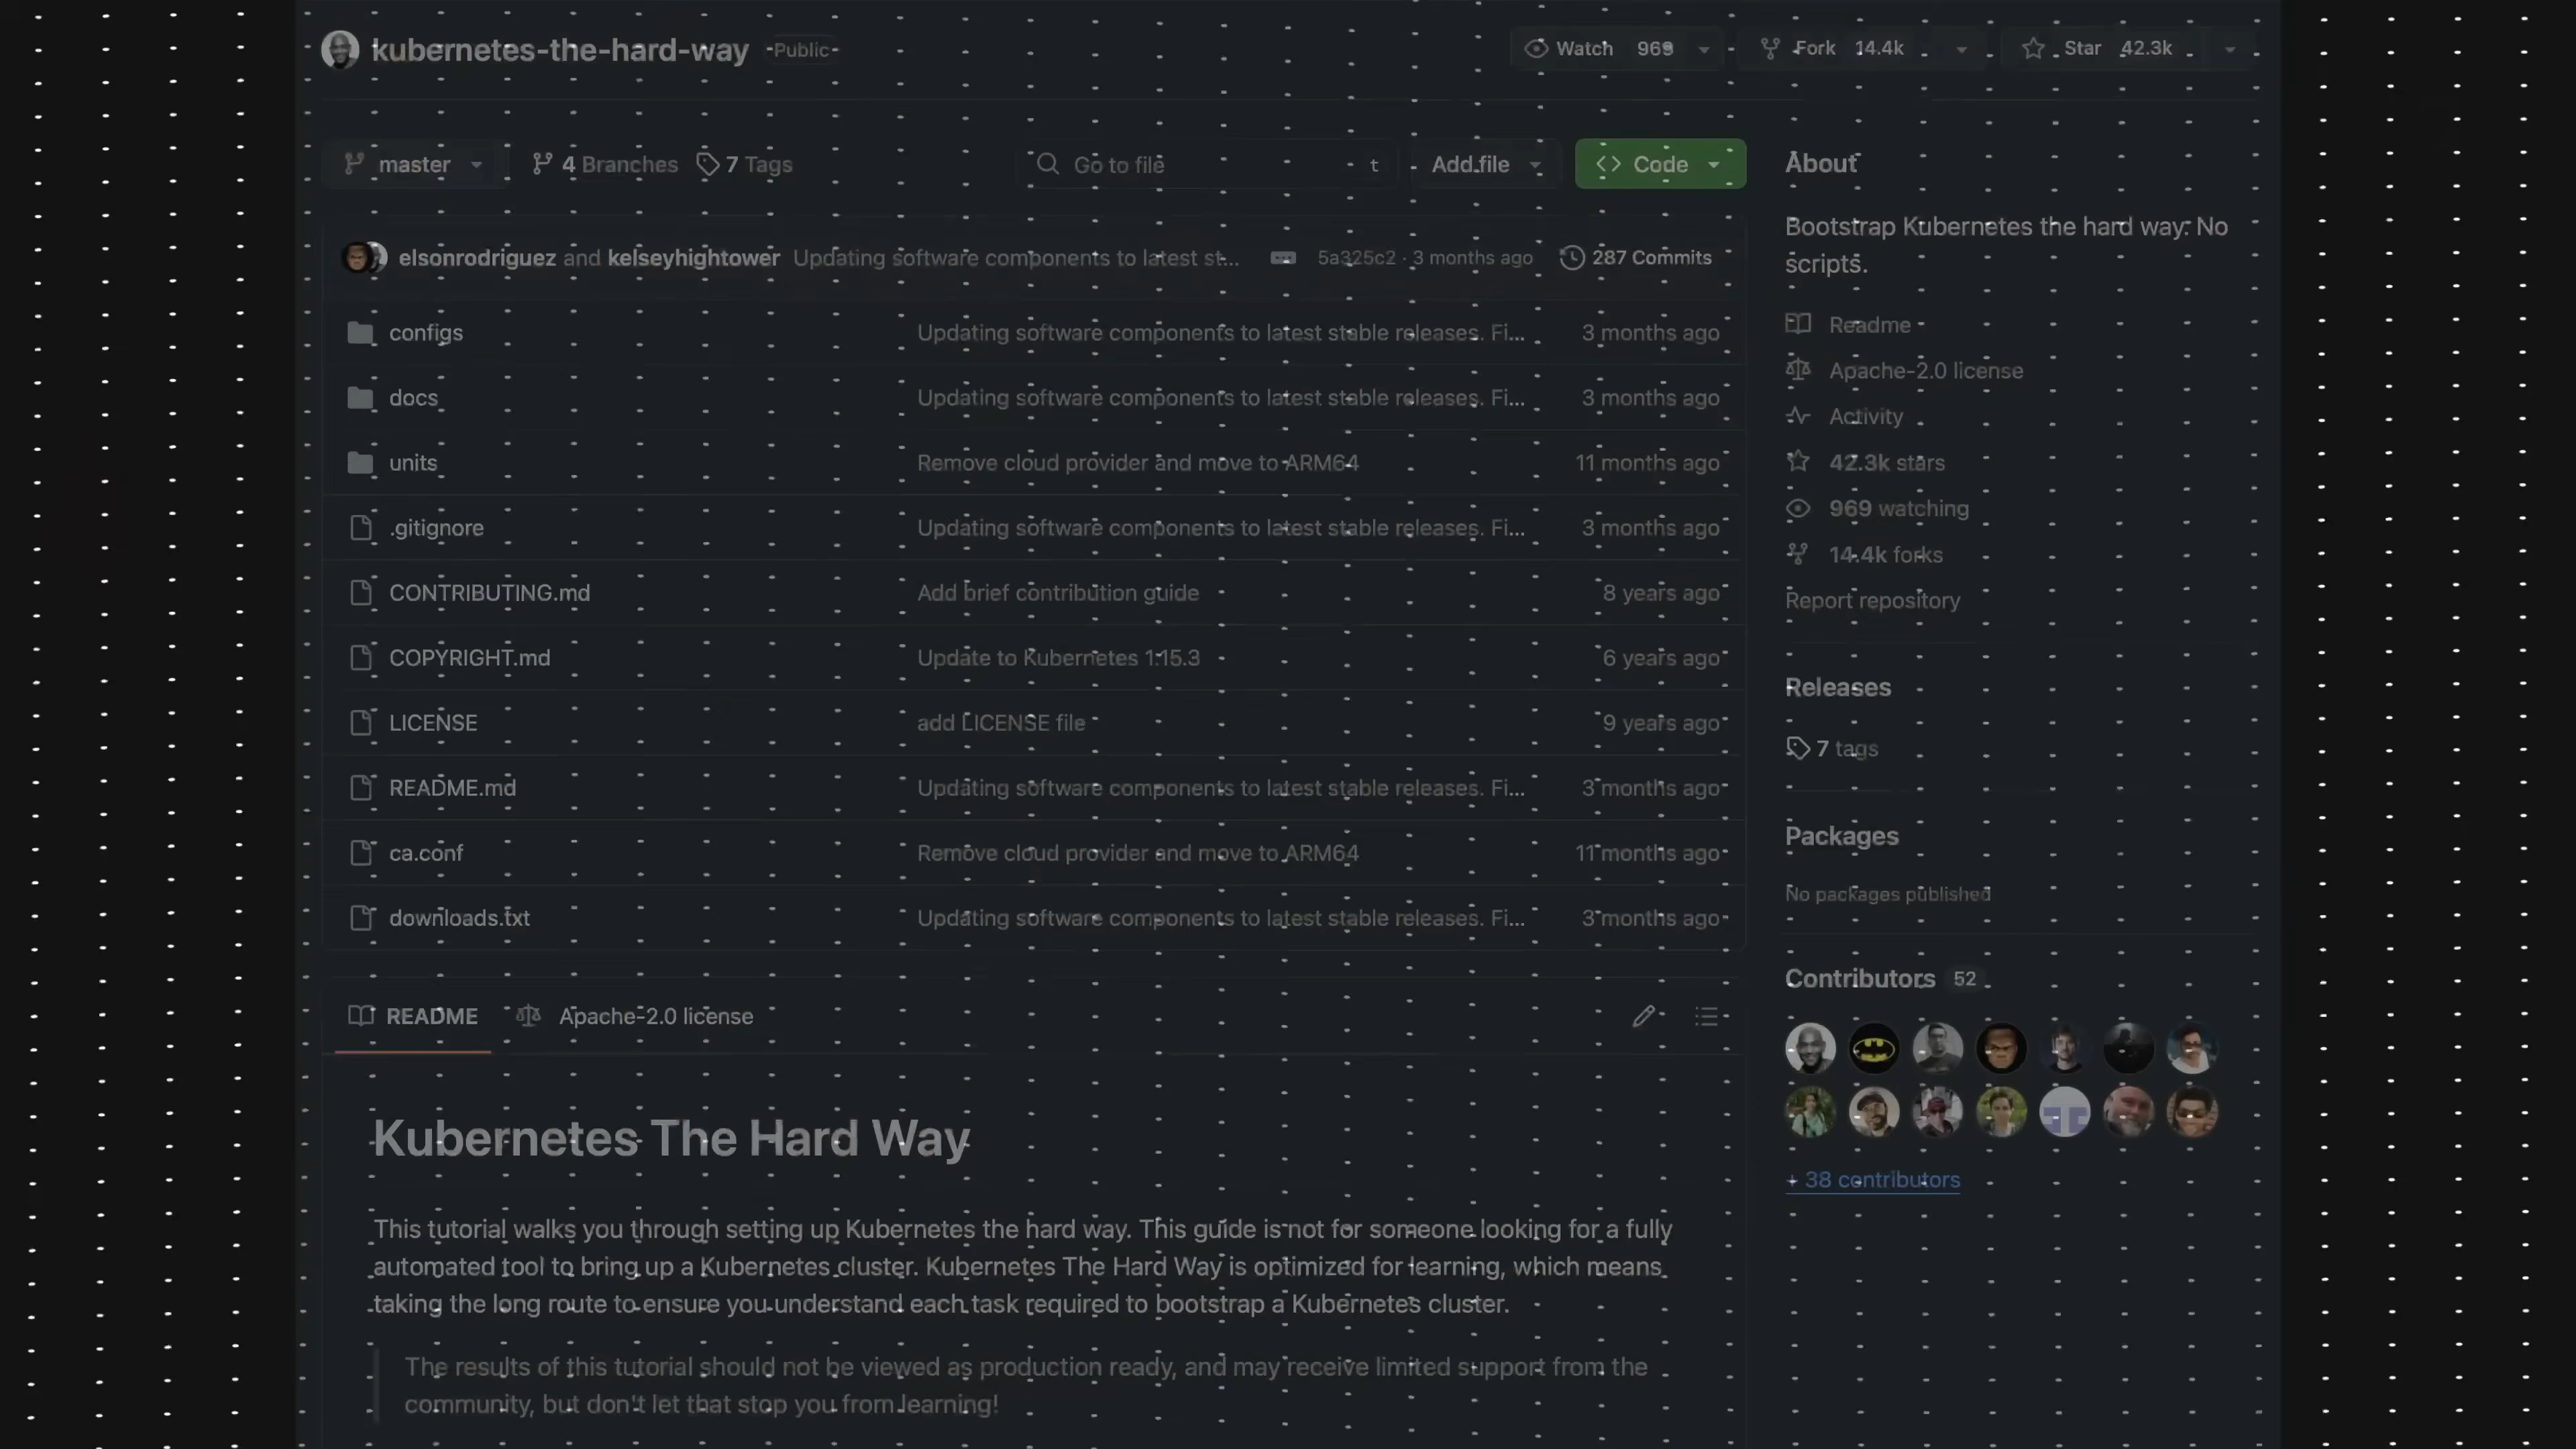 kubernetes-the-hard-way Public Watch 969 Fork 14.4k Star 42.3k
master 4 Branches 7 Tags Go to file t Add file Code
elsonrodriguez and kelseyhightower Updating software components to latest st... 5a325c2 · 3 months ago 287 Commits
configs Updating software components to latest stable releases. Fi... 3 months ago
docs Updating software components to latest stable releases. Fi... 3 months ago
units Remove cloud provider and move to ARM64 11 months ago
.gitignore Updating software components to latest stable releases. Fi... 3 months ago
CONTRIBUTING.md Add brief contribution guide 8 years ago
COPYRIGHT.md Update to Kubernetes 1.15.3 6 years ago
LICENSE add LICENSE file 9 years ago
README.md Updating software components to latest stable releases. Fi... 3 months ago
ca.conf Remove cloud provider and move to ARM64 11 months ago
downloads.txt Updating software components to latest stable releases. Fi... 3 months ago
README Apache-2.0 license
Kubernetes The Hard Way
This tutorial walks you through setting up Kubernetes the hard way. This guide is not for someone looking for a fully
automated tool to bring up a Kubernetes cluster. Kubernetes The Hard Way is optimized for learning, which means
taking the long route to ensure you understand each task required to bootstrap a Kubernetes cluster.
The results of this tutorial should not be viewed as production ready, and may receive limited support from the
community, but don't let that stop you from learning!
About
Bootstrap Kubernetes the hard way. No
scripts.
Readme
Apache-2.0 license
Activity
42.3k stars
969 watching
14.4k forks
Report repository
Releases
7 tags
Packages
No packages published
Contributors 52
+ 38 contributors